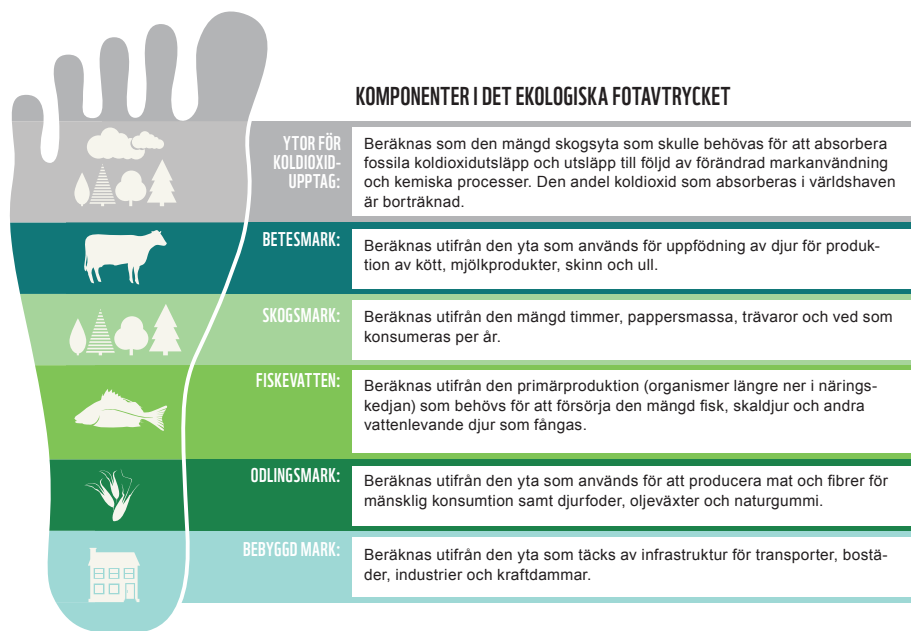 KOMPONENTER I DET EKOLOGISKA FOTAVTRYCKET
YTOR FÖR
KOLDIOXID-
UPPTAG:
Beräknas som den mängd skogsyta som skulle behövas för att absorbera
fossila koldioxidutsläpp och utsläpp till följd av förändrad markanvändning
och kemiska processer. Den andel koldioxid som absorberas i världshaven
är borträknad.
BETESMARK:
Beräknas utifrån den yta som används för uppfödning av djur för produk-
tion av kött, mjölkprodukter, skinn och ull.
SKOGSMARK:
Beräknas utifrån den mängd timmer, pappersmassa, trävaror och ved som
konsumeras per år.
FISKEVATTEN:
Beräknas utifrån den primärproduktion (organismer längre ner i närings-
kedjan) som behövs för att försörja den mängd fisk, skaldjur och andra
vattenlevande djur som fångas.
ODLINGSMARK:
Beräknas utifrån den yta som används för att producera mat och fibrer för
mänsklig konsumtion samt djurfoder, oljeväxter och naturgummi.
BEBYGGD MARK:
Beräknas utifrån den yta som täcks av infrastruktur för transporter, bostä-
der, industrier och kraftdammar.